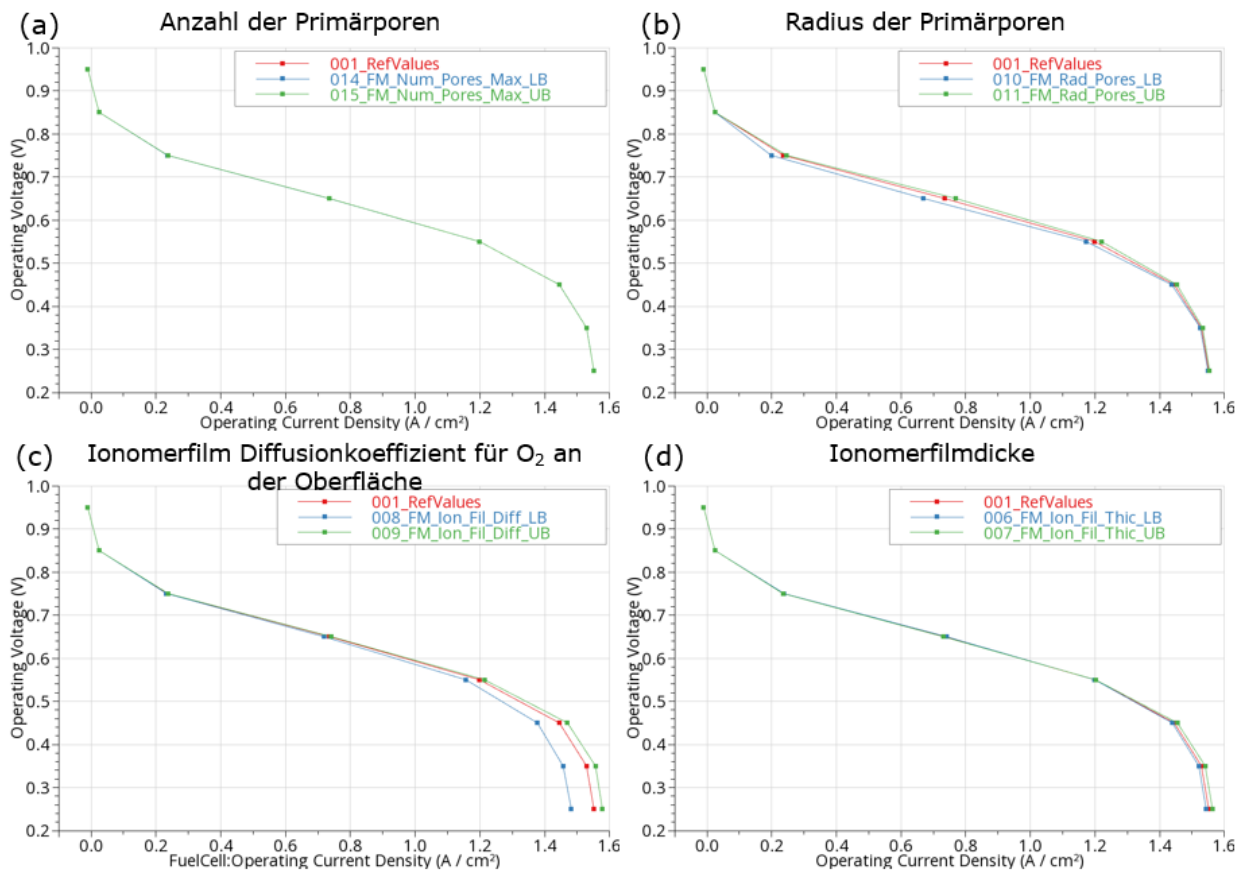 (a) Anzahl der Primärporen
001_RefValues
014_FM_Num_Pores_Max_LB
015_FM_Num_Pores_Max_UB
Operating Voltage (V)
1.0
0.9
0.8
0.7
0.6
0.5
0.4
0.3
0.2
0.0 0.2 0.4 0.6 0.8 1.0 1.2 1.4 1.6
Operating Current Density (A / cm²)
(b) Radius der Primärporen
001_RefValues
010_FM_Rad_Pores_LB
011_FM_Rad_Pores_UB
Operating Voltage (V)
1.0
0.9
0.8
0.7
0.6
0.5
0.4
0.3
0.2
0.0 0.2 0.4 0.6 0.8 1.0 1.2 1.4 1.6
Operating Current Density (A / cm²)
(c) Ionomerfilm Diffusionkoeffizient für O₂ an
der Oberfläche
001_RefValues
008_FM_Ion_Fil_Diff_LB
009_FM_Ion_Fil_Diff_UB
Operating Voltage (V)
1.0
0.9
0.8
0.7
0.6
0.5
0.4
0.3
0.2
0.0 0.2 0.4 0.6 0.8 1.0 1.2 1.4 1.6
FuelCell:Operating Current Density (A / cm²)
(d) Ionomerfilmdicke
001_RefValues
006_FM_Ion_Fil_Thic_LB
007_FM_Ion_Fil_Thic_UB
Operating Voltage (V)
1.0
0.9
0.8
0.7
0.6
0.5
0.4
0.3
0.2
0.0 0.2 0.4 0.6 0.8 1.0 1.2 1.4 1.6
Operating Current Density (A / cm²)